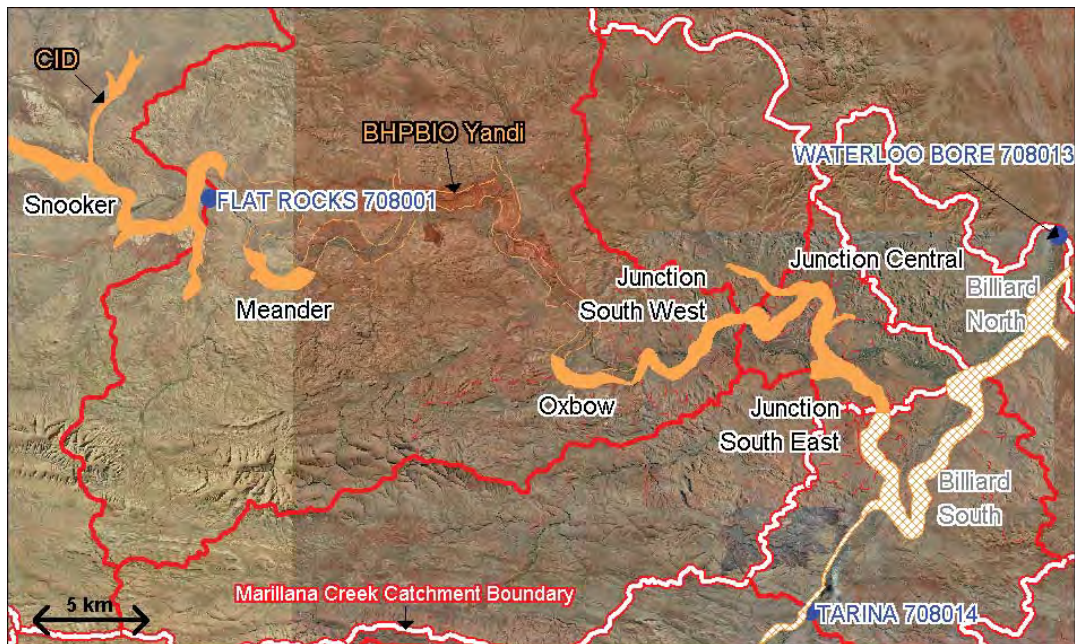 CID
BHPBIO Yandi
WATERLOO BORE 708013
Snooker
FLAT ROCKS 708001
Junction Central
Junction
South West
Billiard
North
Meander
Oxbow
Junction
South East
Billiard
South
Marillana Creek Catchment Boundary
5 km
TARINA 708014